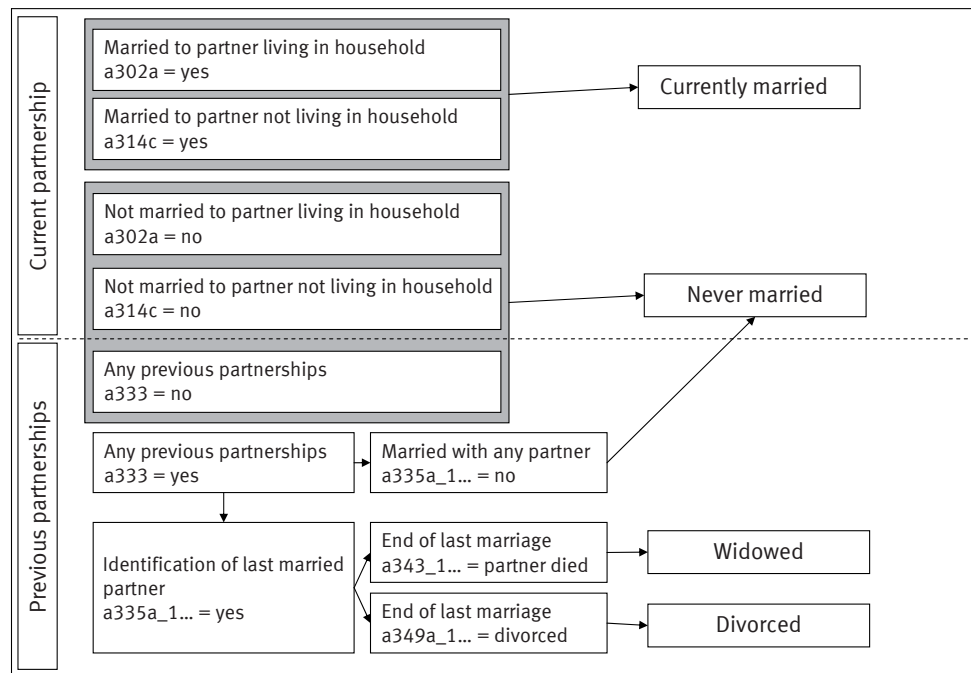 Current partnership
Married to partner living in household
a302a = yes
Married to partner not living in household
a314c = yes
Currently married
Not married to partner living in household
a302a = no
Not married to partner not living in household
a314c = no
Never married
Previous partnerships
Any previous partnerships
a333 = no
Any previous partnerships
a333 = yes
Married with any partner
a335a_1... = no
Identification of last married
partner
a335a_1... = yes
End of last marriage
a343_1... = partner died
Widowed
End of last marriage
a349a_1... = divorced
Divorced